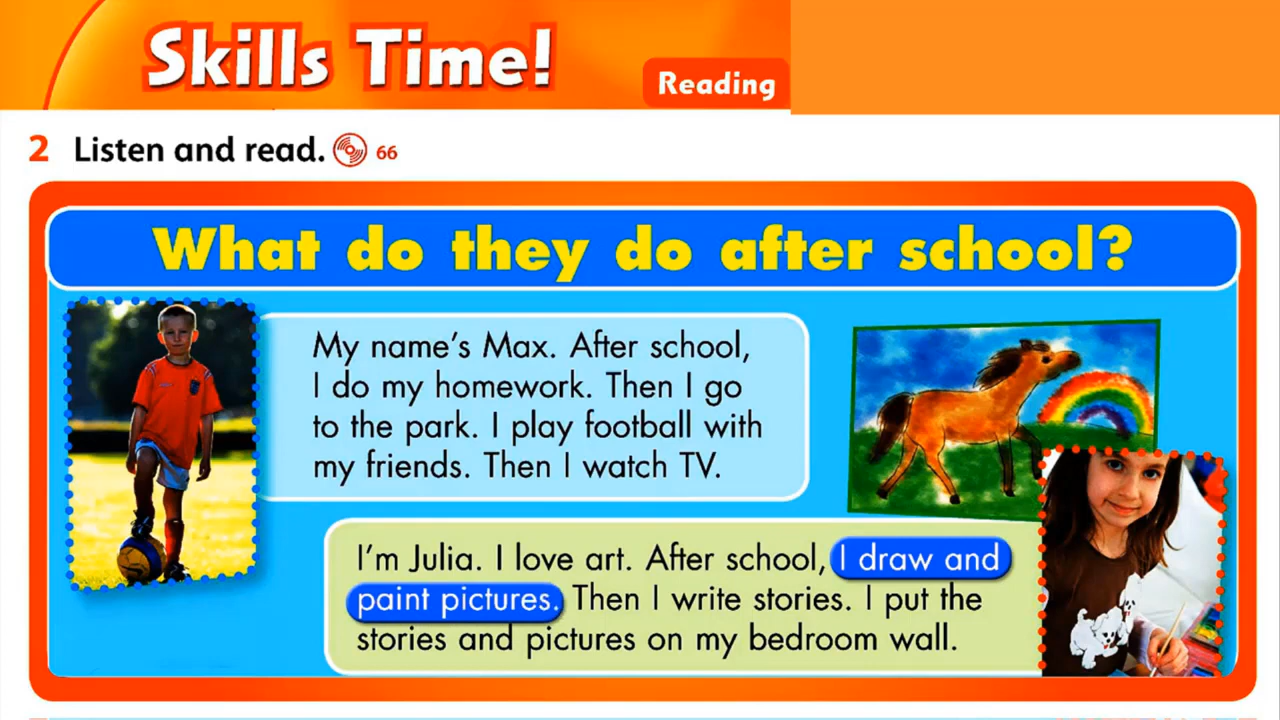 Skills Time!
Reading
2 Listen and read. 66
What do they do after school?
My name's Max. After school,
I do my homework. Then I go
to the park. I play football with
my friends. Then I watch TV.
I'm Julia. I love art. After school, I draw and
paint pictures. Then I write stories. I put the
stories and pictures on my bedroom wall.